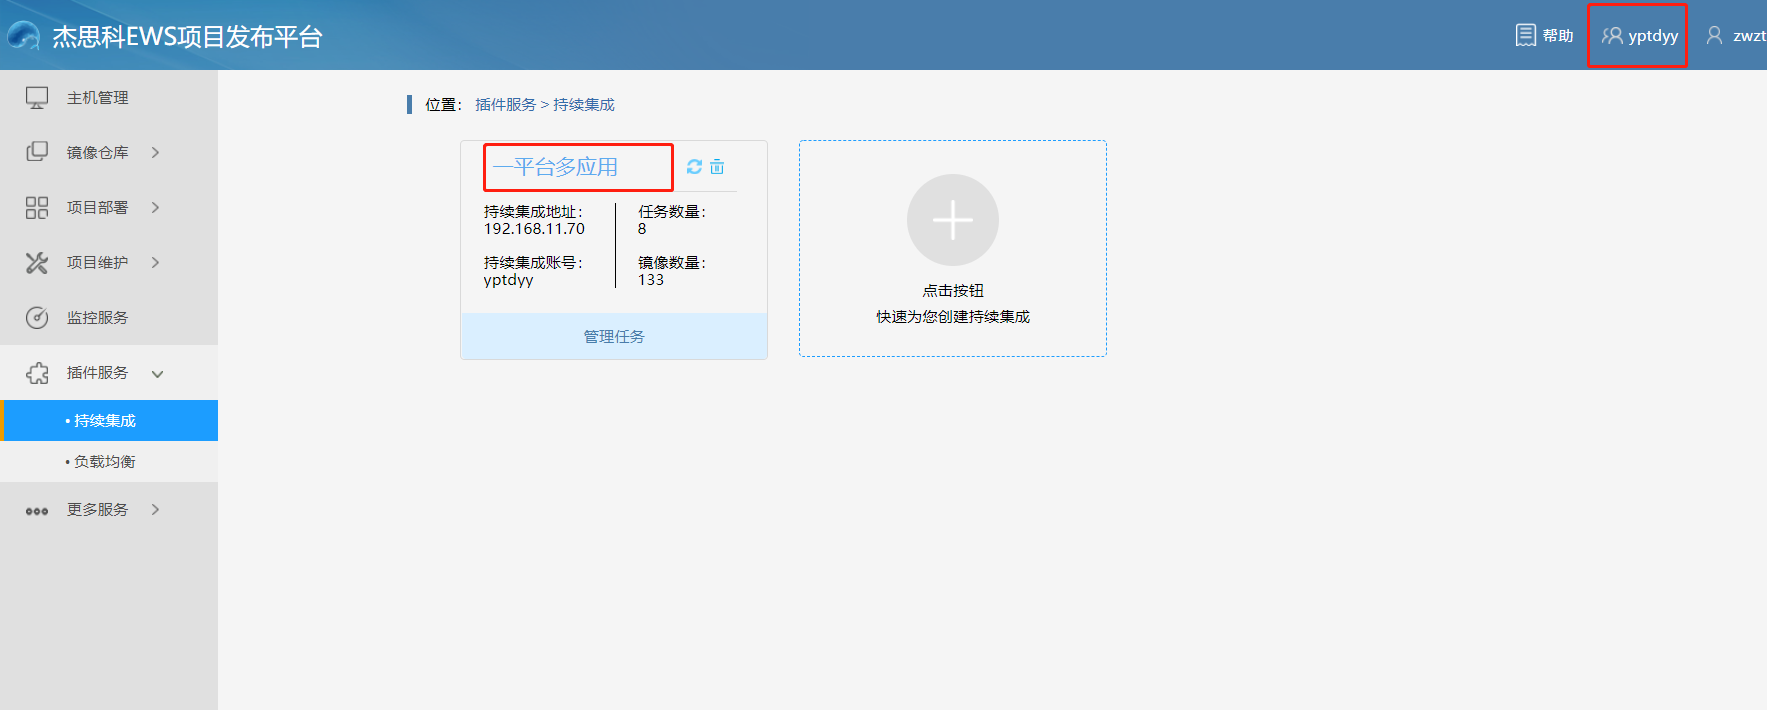 杰思科EWS项目发布平台
帮助
yptdyy
zwzt
主机管理
镜像仓库
项目部署
项目维护
监控服务
插件服务
• 持续集成
• 负载均衡
更多服务
位置： 插件服务 > 持续集成
一平台多应用
持续集成地址：
192.168.11.70
持续集成账号：
yptdyy
任务数量：
8
镜像数量：
133
管理任务
点击按钮
快速为您创建持续集成